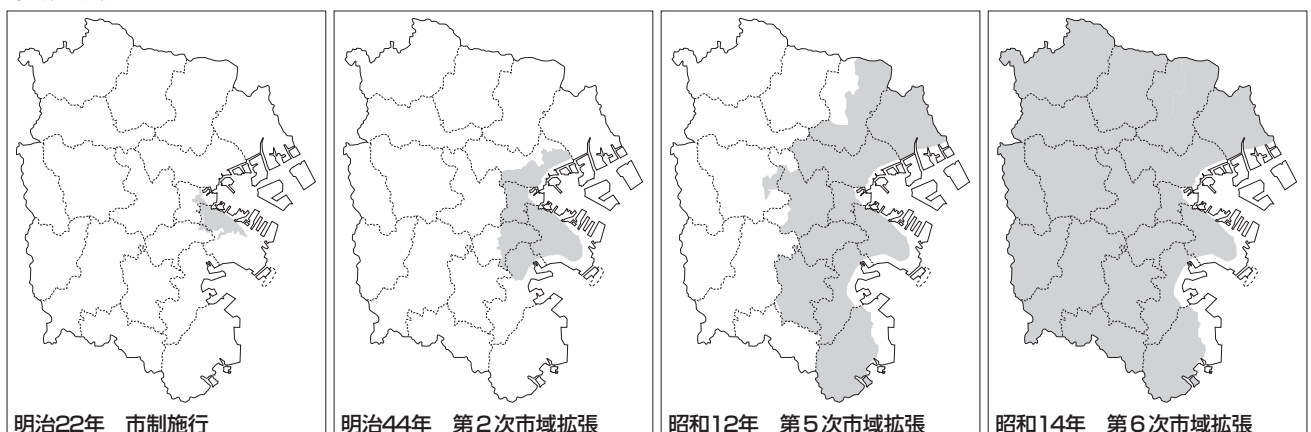 明治22年　市制施行
明治44年　第2次市域拡張
昭和12年　第5次市域拡張
昭和14年　第6次市域拡張